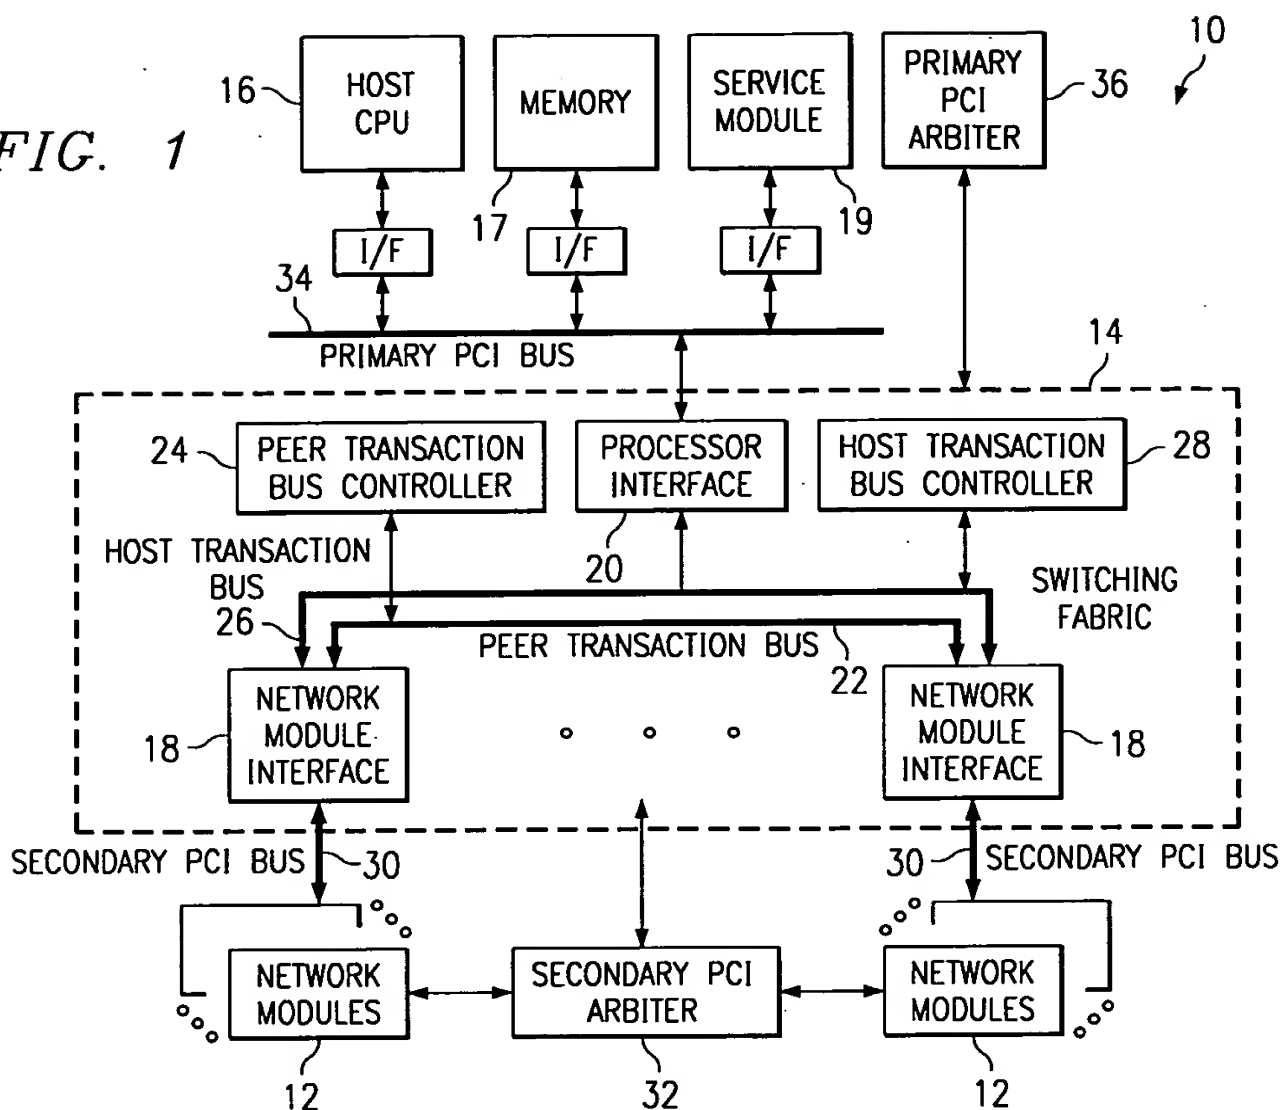 FIG. 1
10
16
HOST
CPU
MEMORY
17
SERVICE
MODULE
19
PRIMARY
PCI
ARBITER
36
I/F
I/F
I/F
34
PRIMARY PCI BUS
14
24
PEER TRANSACTION
BUS CONTROLLER
PROCESSOR
INTERFACE
20
HOST TRANSACTION
BUS CONTROLLER
28
HOST TRANSACTION
BUS
26
SWITCHING
FABRIC
PEER TRANSACTION BUS
22
18
NETWORK
MODULE
INTERFACE
NETWORK
MODULE
INTERFACE
18
SECONDARY PCI BUS
30
30
SECONDARY PCI BUS
NETWORK
MODULES
12
SECONDARY PCI
ARBITER
32
NETWORK
MODULES
12